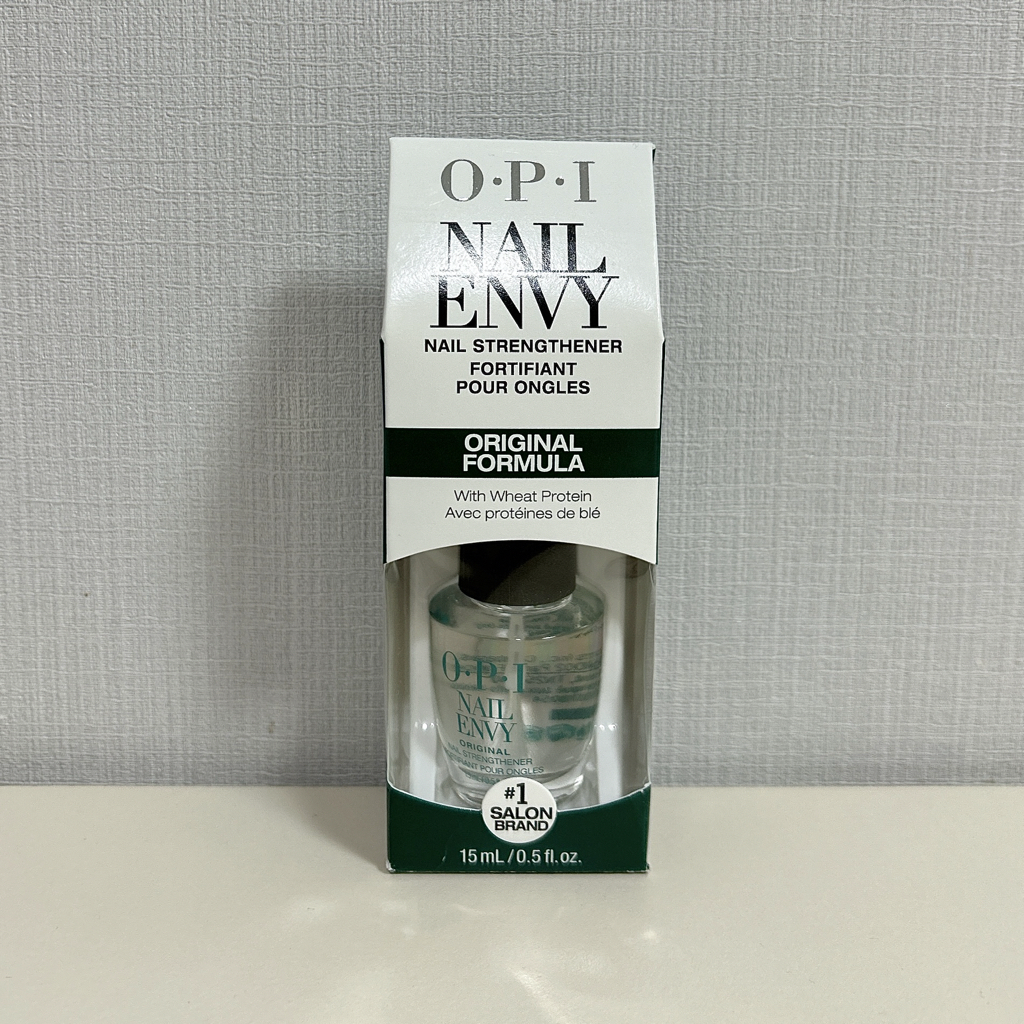 O·P·I
NAIL
ENVY
NAIL STRENGTHENER
FORTIFIANT
POUR ONGLES
ORIGINAL
FORMULA
With Wheat Protein
Avec protéines de blé
O·P·I
NAIL
ENVY
ORIGINAL
NAIL STRENGTHENER
POUR ONGLES
#1
SALON
BRAND
15 mL / 0.5 fl. oz.